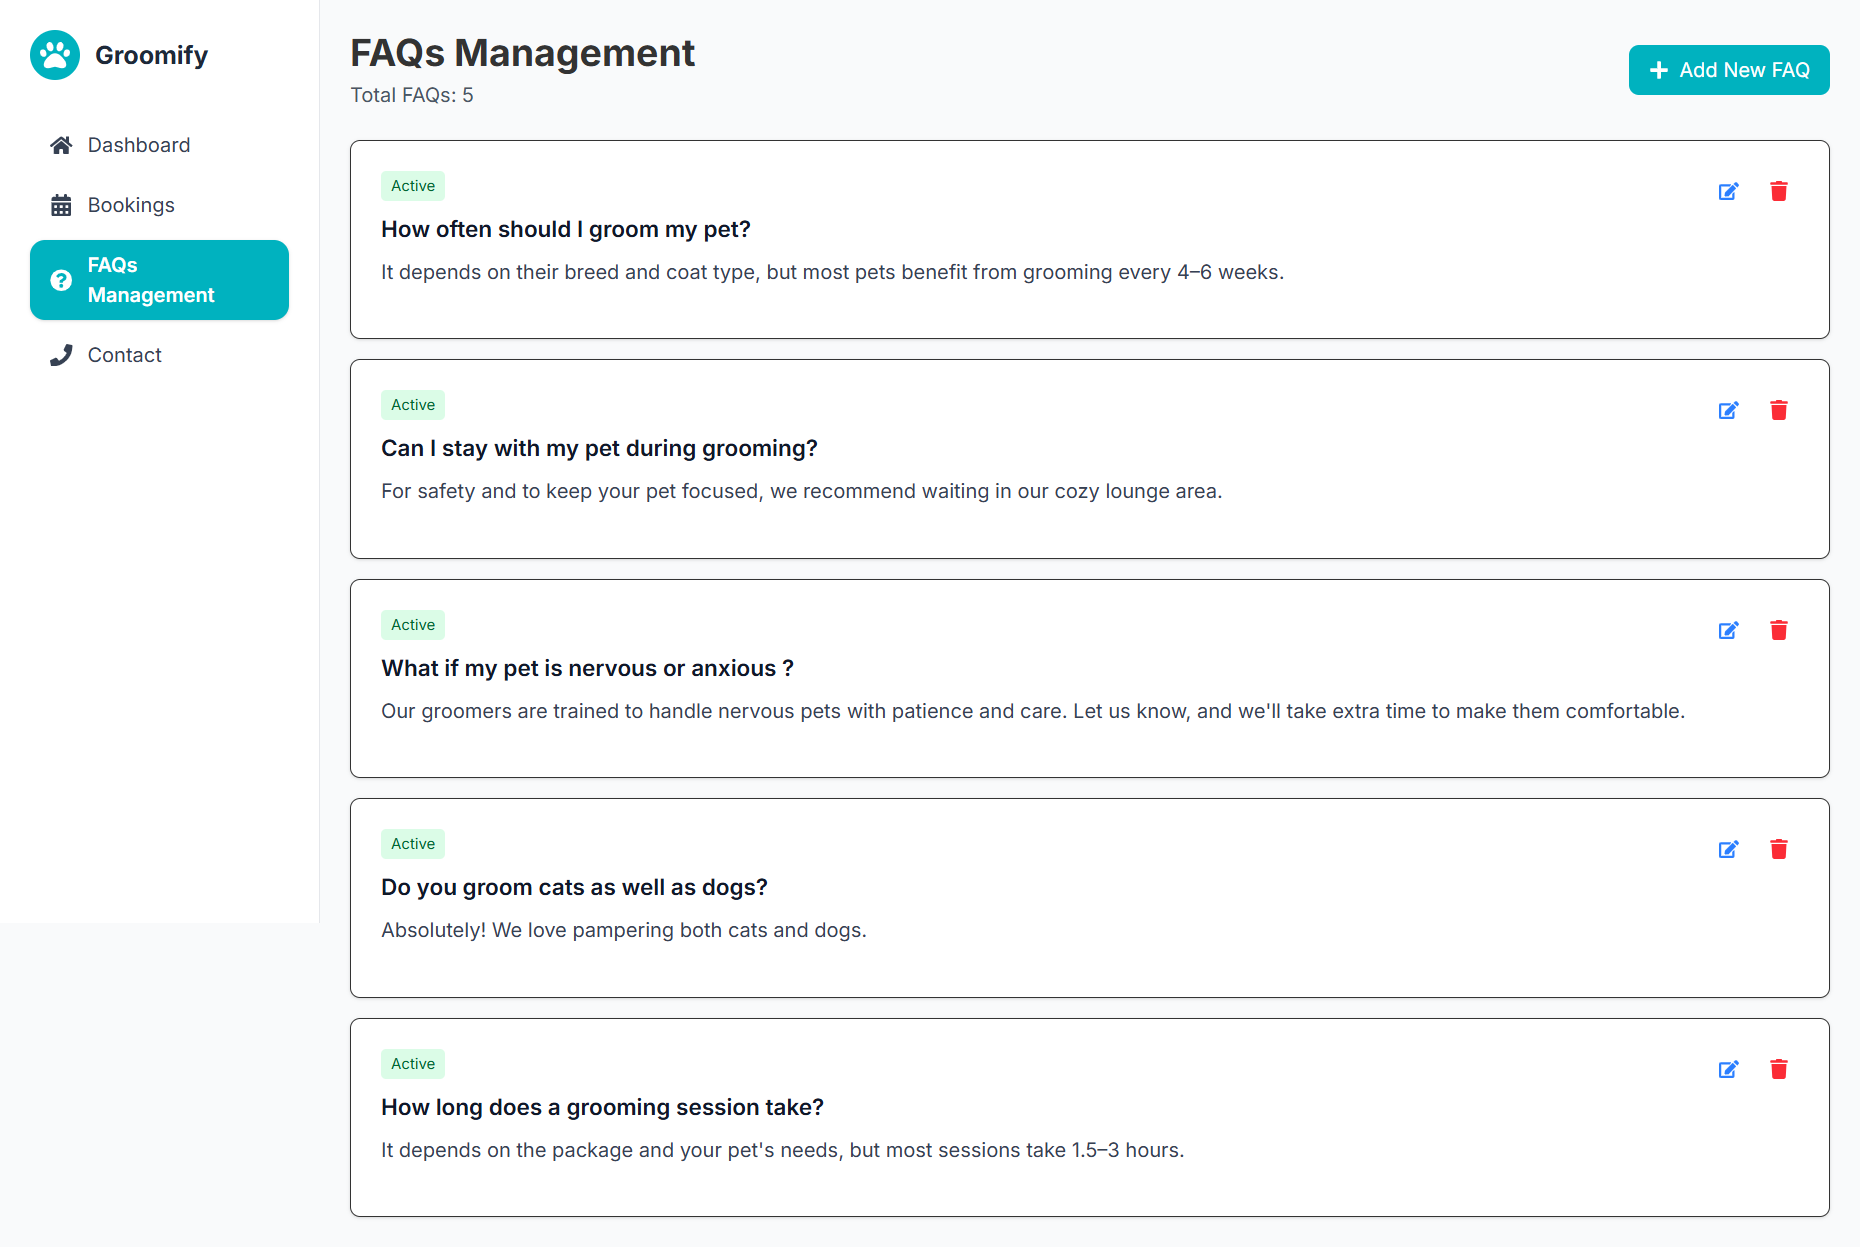 Groomify
Dashboard
Bookings
FAQs
Management
Contact
FAQs Management
Total FAQs: 5
Add New FAQ
Active
How often should I groom my pet?
It depends on their breed and coat type, but most pets benefit from grooming every 4–6 weeks.
Active
Can I stay with my pet during grooming?
For safety and to keep your pet focused, we recommend waiting in our cozy lounge area.
Active
What if my pet is nervous or anxious ?
Our groomers are trained to handle nervous pets with patience and care. Let us know, and we'll take extra time to make them comfortable.
Active
Do you groom cats as well as dogs?
Absolutely! We love pampering both cats and dogs.
Active
How long does a grooming session take?
It depends on the package and your pet's needs, but most sessions take 1.5–3 hours.